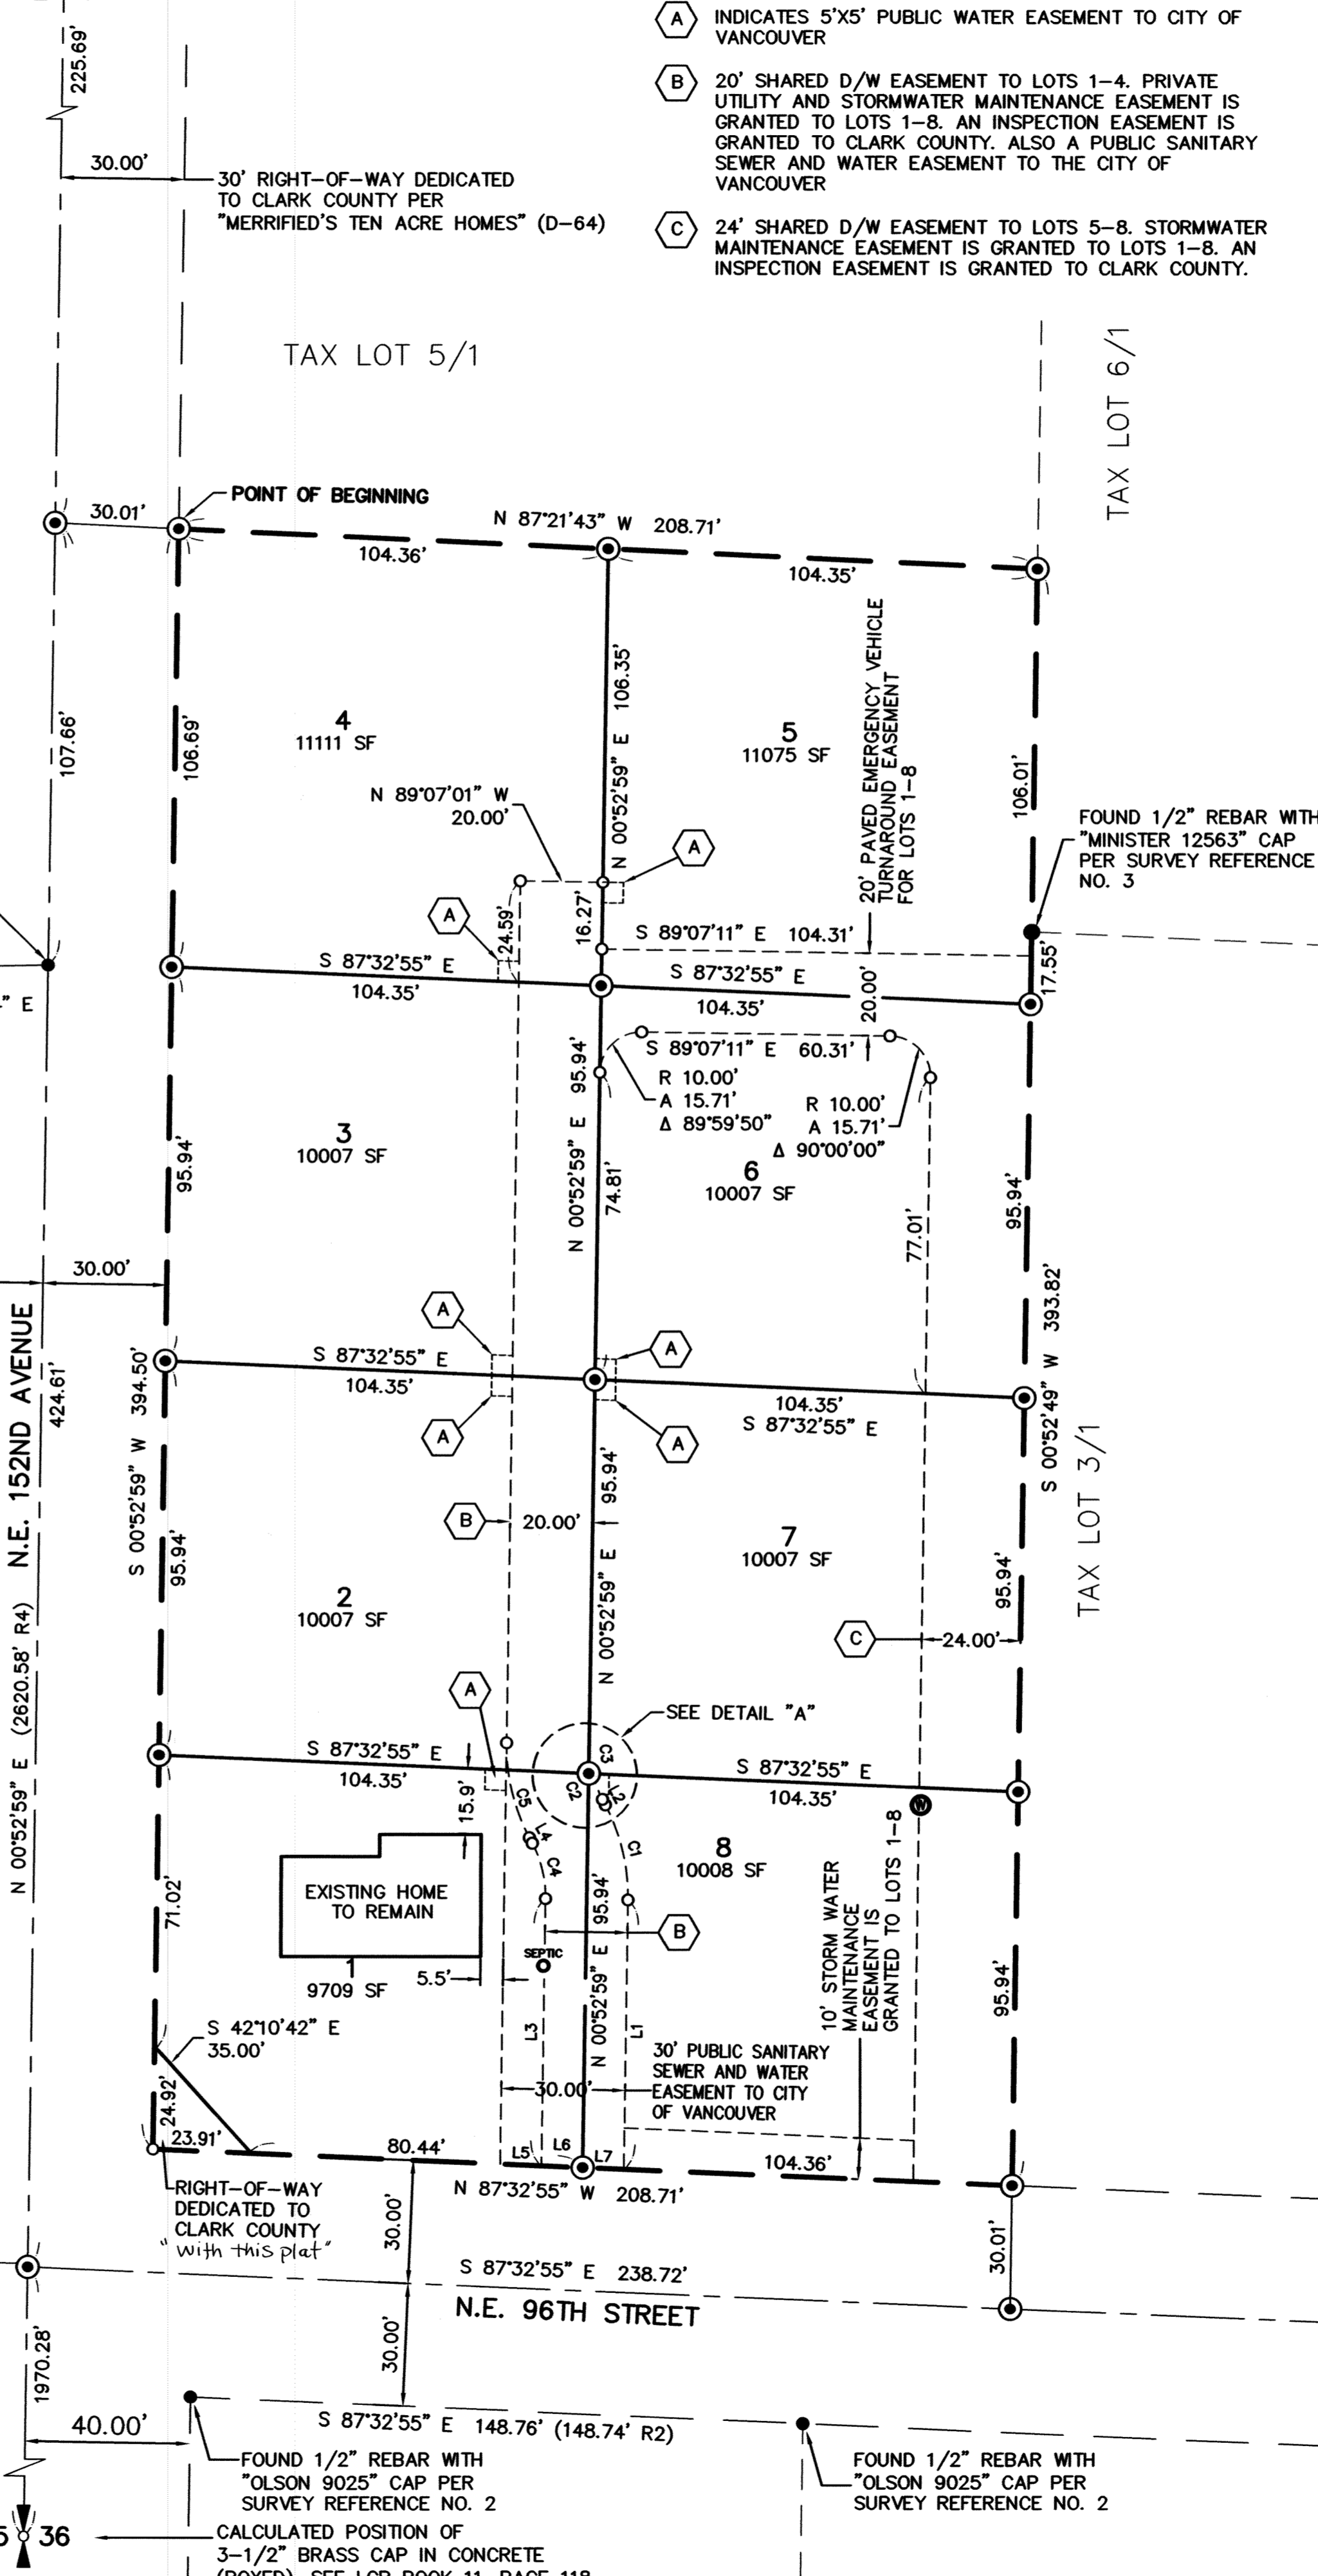 A
INDICATES 5'X5' PUBLIC WATER EASEMENT TO CITY OF
VANCOUVER
B
20' SHARED D/W EASEMENT TO LOTS 1-4. PRIVATE
UTILITY AND STORMWATER MAINTENANCE EASEMENT IS
GRANTED TO LOTS 1-8. AN INSPECTION EASEMENT IS
GRANTED TO CLARK COUNTY. ALSO A PUBLIC SANITARY
SEWER AND WATER EASEMENT TO THE CITY OF
VANCOUVER
C
24' SHARED D/W EASEMENT TO LOTS 5-8. STORMWATER
MAINTENANCE EASEMENT IS GRANTED TO LOTS 1-8. AN
INSPECTION EASEMENT IS GRANTED TO CLARK COUNTY.
225.69'
30.00'
30' RIGHT-OF-WAY DEDICATED
TO CLARK COUNTY PER
"MERRIFIED'S TEN ACRE HOMES" (D-64)
TAX LOT 5/1
TAX LOT 6/1
30.01'
POINT OF BEGINNING
N 87°21'43" W 208.71'
104.36'
104.35'
107.66'
106.69'
4
11111 SF
N 00°52'59" E 106.35'
5
11075 SF
20' PAVED EMERGENCY VEHICLE
TURNAROUND EASEMENT
FOR LOTS 1-8
106.01'
N 89°07'01" W
20.00'
A
FOUND 1/2" REBAR WITH
"MINISTER 12563" CAP
PER SURVEY REFERENCE
NO. 3
A
24.59'
16.27'
S 89°07'11" E 104.31'
" E
S 87°32'55" E
104.35'
S 87°32'55" E
104.35'
20.00'
17.55'
S 89°07'11" E 60.31'
R 10.00'
A 15.71'
Δ 89°59'50"
R 10.00'
A 15.71'
Δ 90°00'00"
95.94'
3
10007 SF
N 00°52'59" E 95.94'
74.81'
6
10007 SF
77.01'
95.94'
30.00'
A
A
S 87°32'55" E
104.35'
104.35'
S 87°32'55" E
A
A
N 00°52'59" E (2620.58' R4) N.E. 152ND AVENUE
424.61'
S 00°52'59" W 394.50'
S 00°52'49" W 393.82'
TAX LOT 3/1
95.94'
B
20.00'
95.94'
N 00°52'59" E
7
10007 SF
95.94'
2
10007 SF
C
24.00'
A
SEE DETAIL "A"
S 87°32'55" E
104.35'
15.9'
C3
C2
L2
C5
L4
C4
C1
S 87°32'55" E
104.35'
W
8
10008 SF
71.02'
EXISTING HOME
TO REMAIN
1
9709 SF
5.5'
SEPTIC
N 00°52'59" E 95.94'
B
10' STORM WATER
MAINTENANCE
EASEMENT IS
GRANTED TO LOTS 1-8
95.94'
S 42°10'42" E
35.00'
L3
L1
30' PUBLIC SANITARY
SEWER AND WATER
EASEMENT TO CITY
OF VANCOUVER
30.00'
24.92'
23.91'
80.44'
L5
L6
L7
104.36'
N 87°32'55" W 208.71'
RIGHT-OF-WAY
DEDICATED TO
CLARK COUNTY
"with this plat"
30.00'
30.01'
S 87°32'55" E 238.72'
N.E. 96TH STREET
1970.28'
30.00'
40.00'
S 87°32'55" E 148.76' (148.74' R2)
FOUND 1/2" REBAR WITH
"OLSON 9025" CAP PER
SURVEY REFERENCE NO. 2
FOUND 1/2" REBAR WITH
"OLSON 9025" CAP PER
SURVEY REFERENCE NO. 2
36
CALCULATED POSITION OF
3-1/2" BRASS CAP IN CONCRETE
(BOXED). SEE LCR BOOK 11, PAGE 118